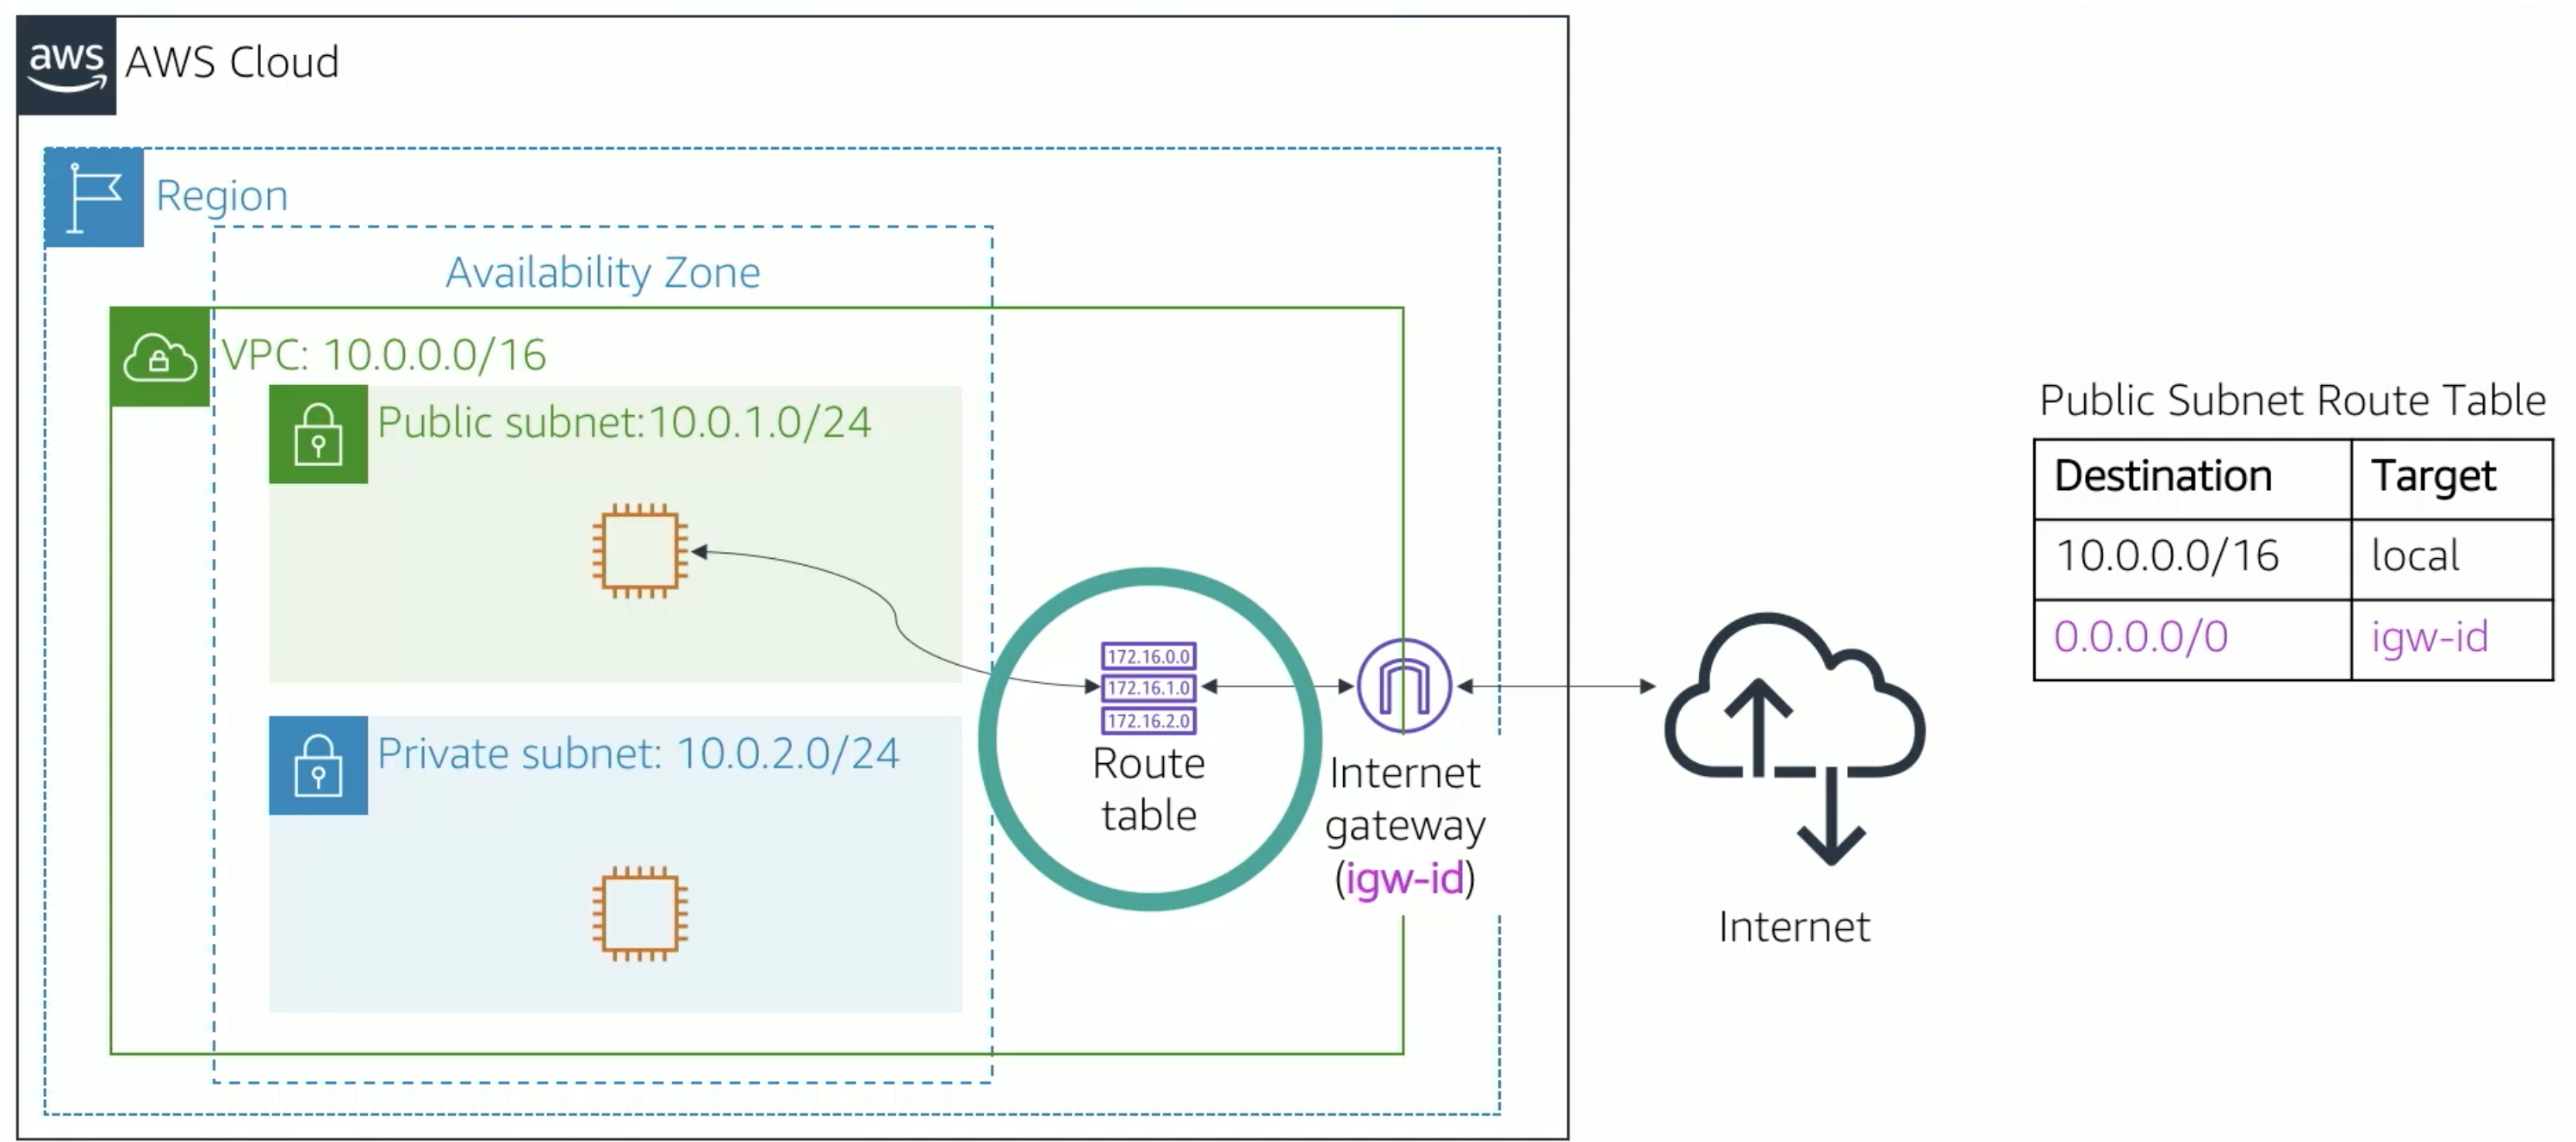 aws
AWS Cloud
Region
Availability Zone
VPC: 10.0.0.0/16
Public subnet:10.0.1.0/24
Private subnet: 10.0.2.0/24
172.16.0.0
172.16.1.0
172.16.2.0
Route
table
Internet
gateway
(igw-id)
Internet
Public Subnet Route Table
Destination Target
10.0.0.0/16 local
0.0.0.0/0 igw-id